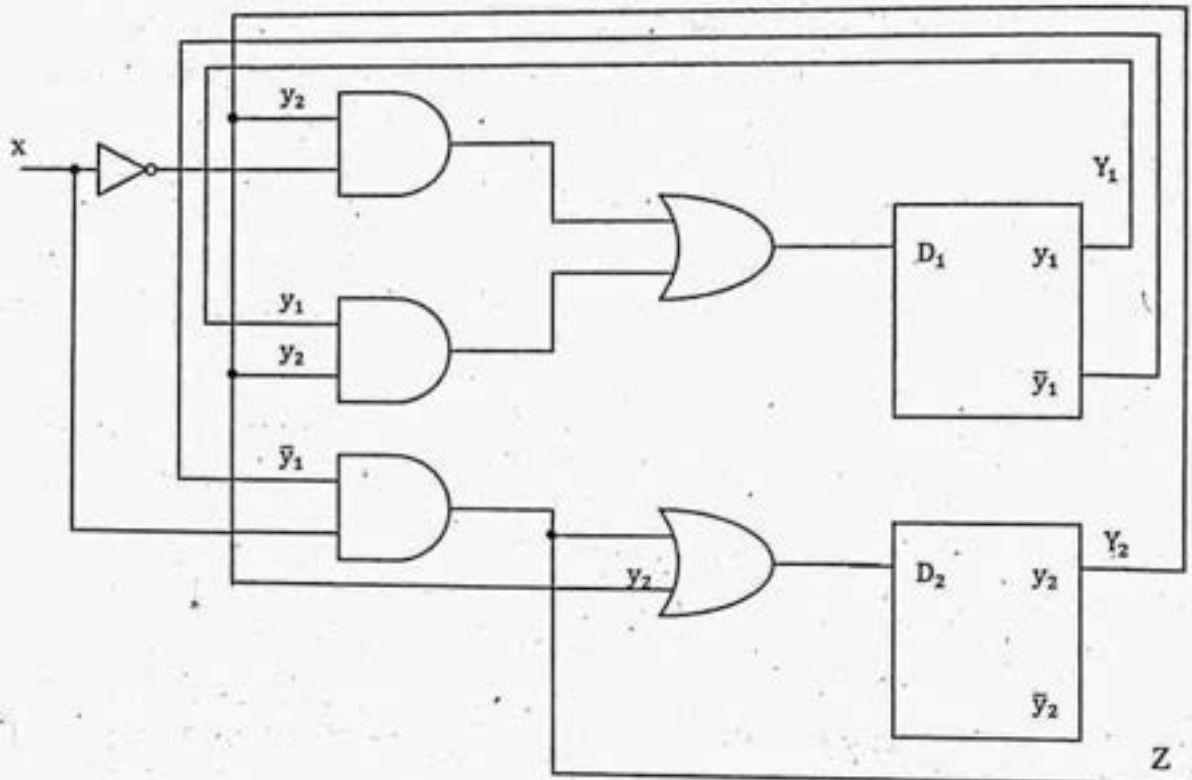 y₂
x
Y₁
D₁ y₁
y₁
y₂
ȳ₁
ȳ₁
Y₂
y₂
D₂ y₂
ȳ₂
Z